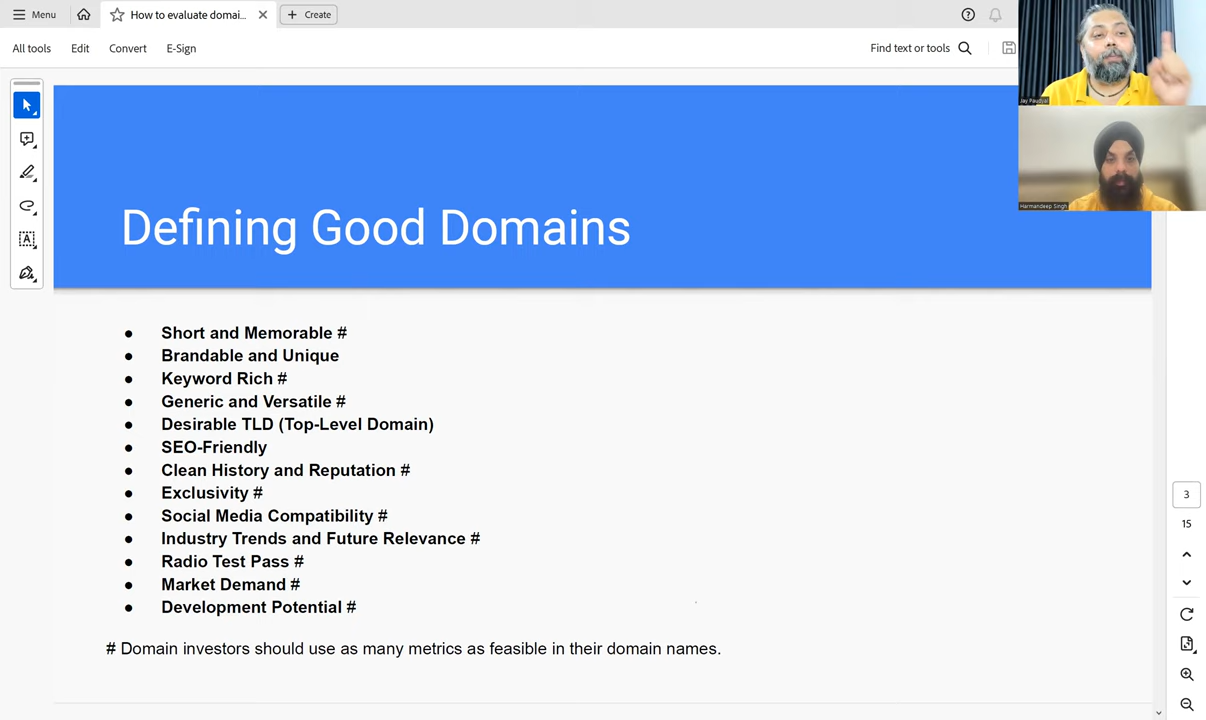 Menu
How to evaluate domai...
Create
All tools
Edit
Convert
E-Sign
Find text or tools
Jay Paudyal
Harmandeep Singh
Defining Good Domains
● Short and Memorable #
● Brandable and Unique
● Keyword Rich #
● Generic and Versatile #
● Desirable TLD (Top-Level Domain)
● SEO-Friendly
● Clean History and Reputation #
● Exclusivity #
● Social Media Compatibility #
● Industry Trends and Future Relevance #
● Radio Test Pass #
● Market Demand #
● Development Potential #
# Domain investors should use as many metrics as feasible in their domain names.
3
15